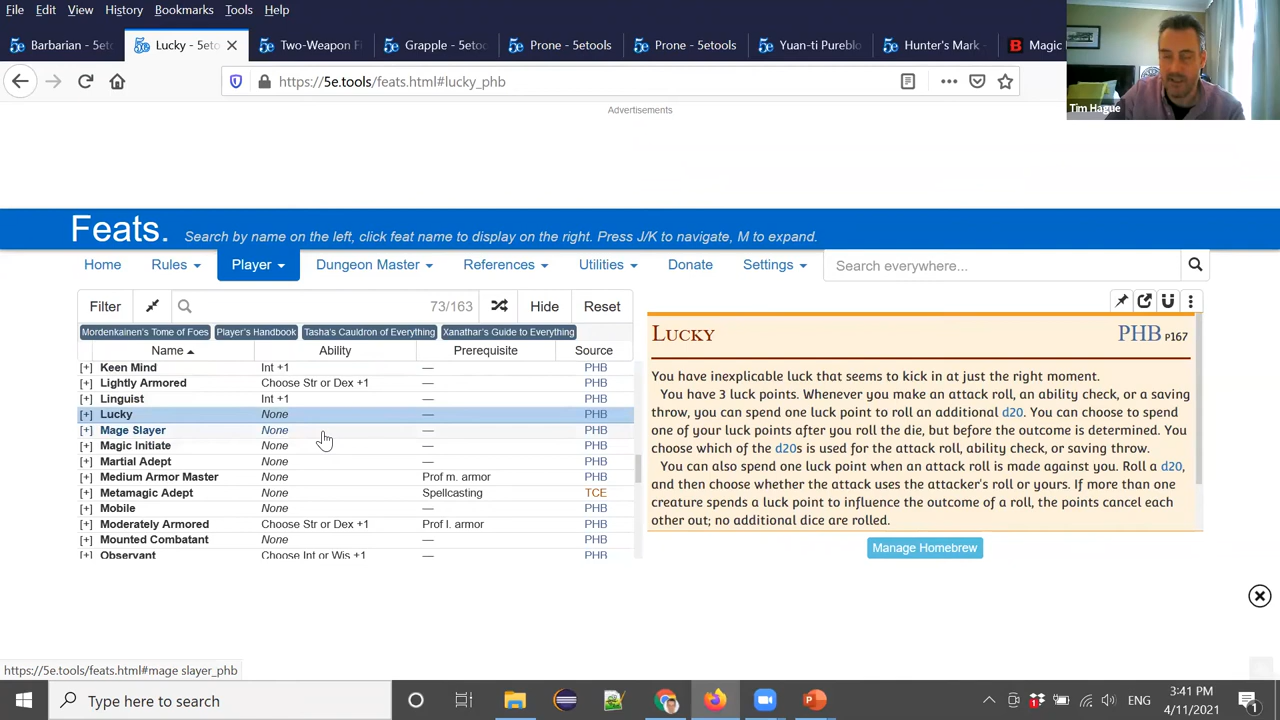 File Edit View History Bookmarks Tools Help
Barbarian - 5et
Lucky - 5eto
Two-Weapon Fi
Grapple - 5etoo
Prone - 5etools
Prone - 5etools
Yuan-ti Pureblo
Hunter's Mark -
Magic
https://5e.tools/feats.html#lucky_phb
Tim Hague
Advertisements
Feats. Search by name on the left, click feat name to display on the right. Press J/K to navigate, M to expand.
Home Rules Player Dungeon Master References Utilities Donate Settings Search everywhere...
Filter 73/163 Hide Reset
Mordenkainen's Tome of Foes Player's Handbook Tasha's Cauldron of Everything Xanathar's Guide to Everything
Name Ability Prerequisite Source
[+] Keen Mind Int +1 — PHB
[+] Lightly Armored Choose Str or Dex +1 — PHB
[+] Linguist Int +1 — PHB
[+] Lucky None — PHB
[+] Mage Slayer None — PHB
[+] Magic Initiate None — PHB
[+] Martial Adept None — PHB
[+] Medium Armor Master None Prof m. armor PHB
[+] Metamagic Adept None Spellcasting TCE
[+] Mobile None — PHB
[+] Moderately Armored Choose Str or Dex +1 Prof l. armor PHB
[+] Mounted Combatant None — PHB
[+] Observant Choose Int or Wis +1 — PHB
Lucky PHB P167
You have inexplicable luck that seems to kick in at just the right moment.
You have 3 luck points. Whenever you make an attack roll, an ability check, or a saving
throw, you can spend one luck point to roll an additional d20. You can choose to spend
one of your luck points after you roll the die, but before the outcome is determined. You
choose which of the d20s is used for the attack roll, ability check, or saving throw.
You can also spend one luck point when an attack roll is made against you. Roll a d20,
and then choose whether the attack uses the attacker's roll or yours. If more than one
creature spends a luck point to influence the outcome of a roll, the points cancel each
other out; no additional dice are rolled.
Manage Homebrew
https://5e.tools/feats.html#mage slayer_phb
Type here to search
ENG
3:41 PM
4/11/2021
1